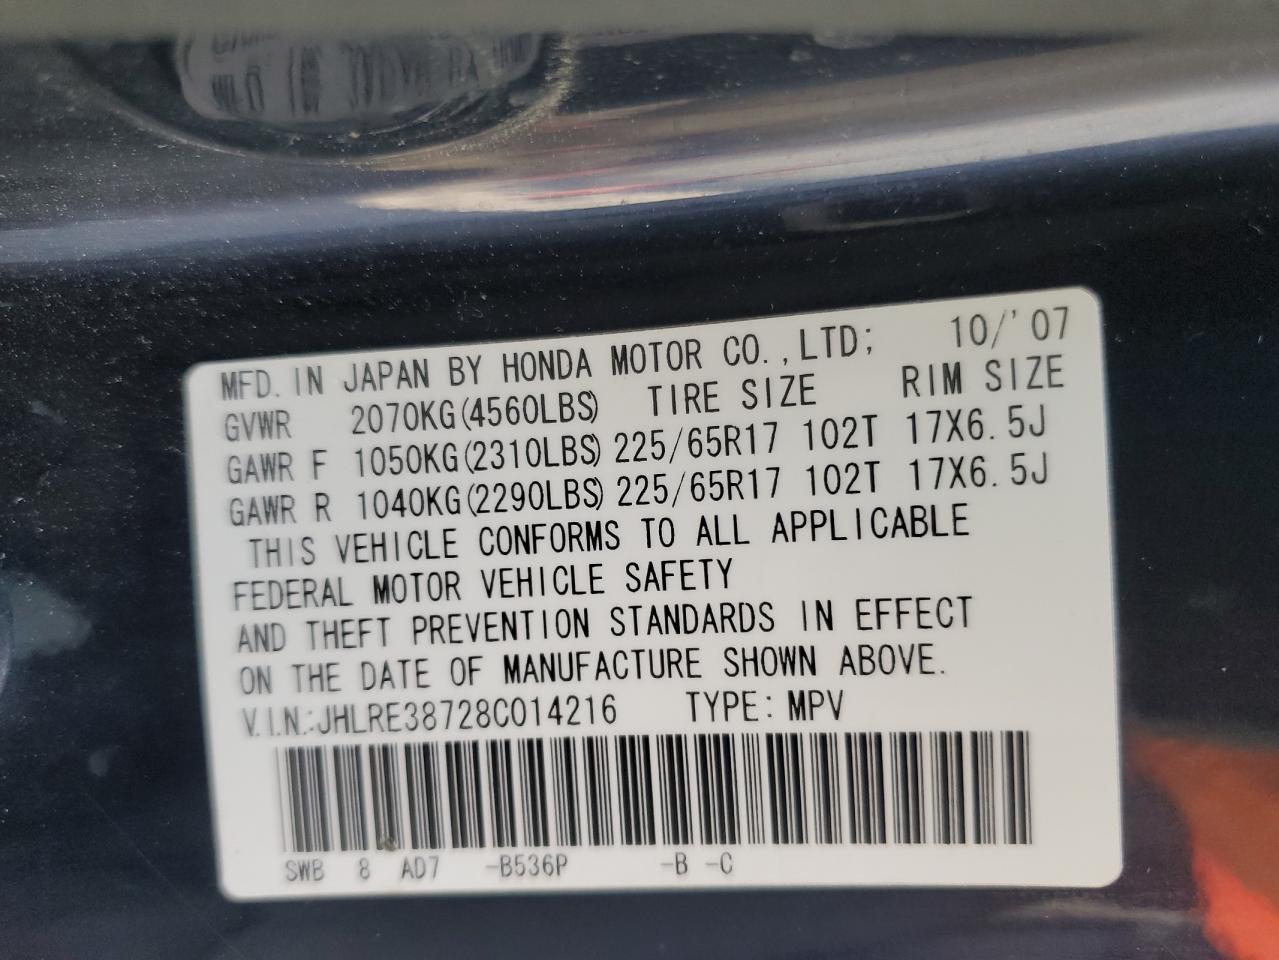 MFD. IN JAPAN BY HONDA MOTOR CO.,LTD; 10/'07
GVWR 2070KG(4560LBS) TIRE SIZE RIM SIZE
GAWR F 1050KG(2310LBS) 225/65R17 102T 17X6.5J
GAWR R 1040KG(2290LBS) 225/65R17 102T 17X6.5J
THIS VEHICLE CONFORMS TO ALL APPLICABLE
FEDERAL MOTOR VEHICLE SAFETY
AND THEFT PREVENTION STANDARDS IN EFFECT
ON THE DATE OF MANUFACTURE SHOWN ABOVE.
V.I.N.:JHLRE38728C014216 TYPE: MPV
SWB 8 AD7 -B536P -B -C